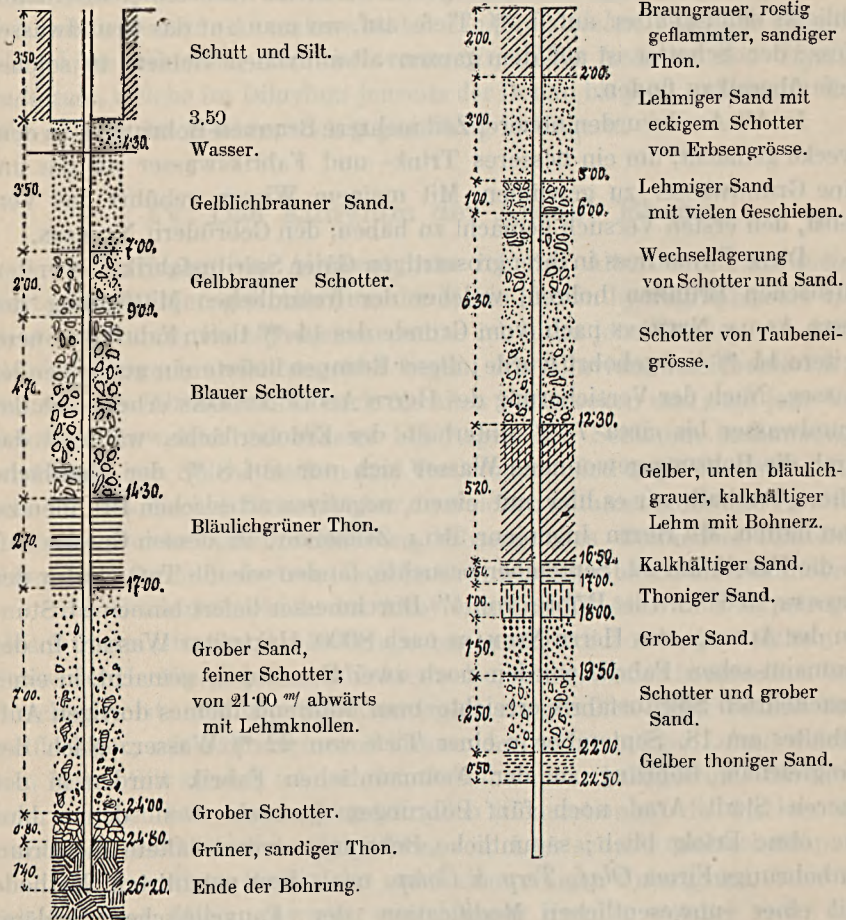 3·50.
Schutt und Silt.
3,50
4·30.
Wasser.
3·50.
Gelblichbrauner Sand.
7·00.
2·00.
Gelbbrauner Schotter.
9·00.
4·70.
Blauer Schotter.
14·30.
2·70.
Bläulichgrüner Thon.
17·00.
Grober Sand,
feiner Schotter;
von 21·00 m/ abwärts
mit Lehmknollen.
7·00.
24·00.
0·80.
Grober Schotter.
24·80.
1·40.
Grüner, sandiger Thon.
26·20.
Ende der Bohrung.
Braungrauer, rostig
geflammter, sandiger
Thon.
2·00.
2·00.
Lehmiger Sand mit
eckigem Schotter
von Erbsengrösse.
3·00.
5·00.
Lehmiger Sand
mit vielen Geschieben.
1·00.
6·00.
Wechsellagerung
von Schotter und Sand.
6·30.
Schotter von Taubenei-
grösse.
12·30.
Gelber, unten bläulich-
grauer, kalkhältiger
Lehm mit Bohnerz.
5·20.
16·50.
Kalkhältiger Sand.
17·00.
Thoniger Sand.
1·00.
18·00.
Grober Sand.
1·50.
19·50.
Schotter und grober
Sand.
2·50.
22·00.
Gelber thoniger Sand.
0·50.
22·50.